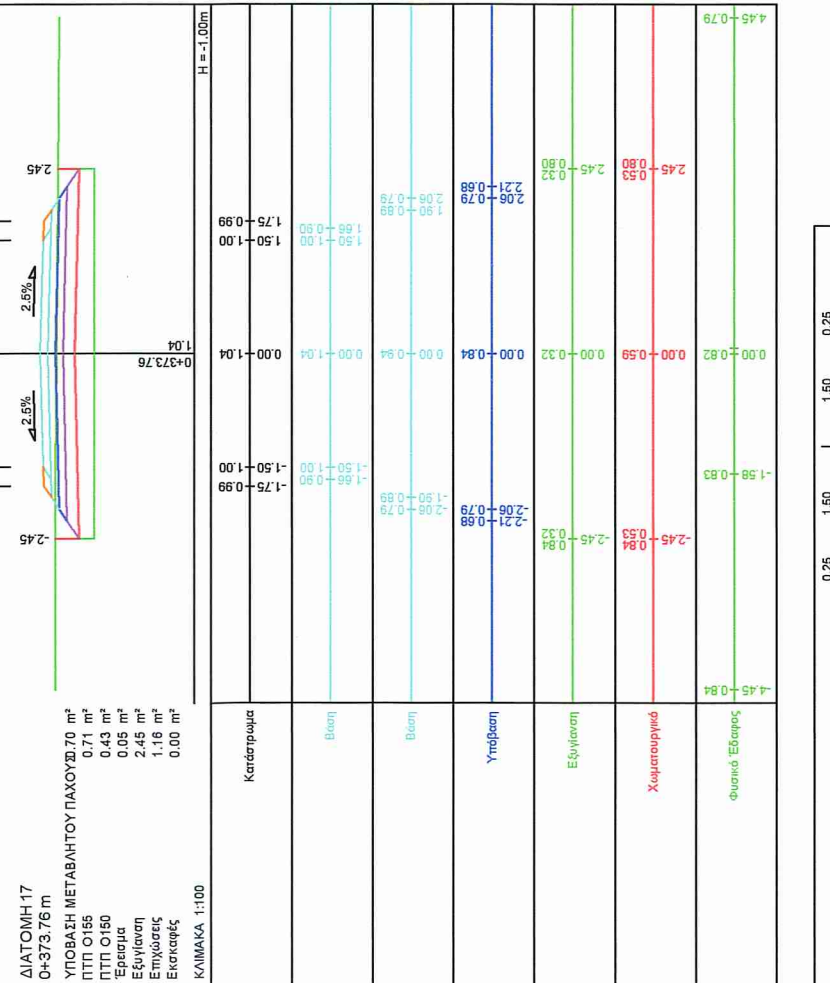 ΔΙΑΤΟΜΗ 17
0+373.76 m
ΥΠΟΒΑΣΗ ΜΕΤΑΒΛΗΤΟΥ ΠΑΧΟΥΣ0.70 m²
ΠΤΠ Ο155 0.71 m²
ΠΤΠ Ο150 0.43 m²
Έρεισμα 0.05 m²
Εξυγίανση 2.45 m²
Επιχώσεις 1.16 m²
Εκσκαφές 0.00 m²
ΚΛΙΜΑΚΑ 1:100
-2.45 2.5% 2.5% 2.45
0+373.76 1.04
H = -1.00m
Κατάστρωμα
-1.75 0.99
-1.50 1.00
0.00 1.04
1.50 1.00
1.75 0.99
Βάση
-1.66 0.90
-1.50 1.00
0.00 1.04
1.50 1.00
1.66 0.90
Βάση
-2.06 0.79
-1.90 0.89
0.00 0.94
1.90 0.89
2.06 0.79
Υπόβαση
-2.21 0.68
-2.06 0.79
0.00 0.84
2.06 0.79
2.21 0.68
Εξυγίανση
-2.45 0.32 0.84
0.00 0.32
2.45 0.32 0.80
Χωματουργικό
-2.45 0.53 0.84
0.00 0.59
2.45 0.53 0.80
Φυσικό Έδαφος
-4.45 0.84
-1.58 0.83
0.00 0.82
4.45 0.79
0.25 1.50 1.50 0.25